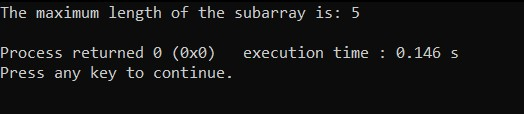 The maximum length of the subarray is: 5
Process returned 0 (0x0)   execution time : 0.146 s
Press any key to continue.